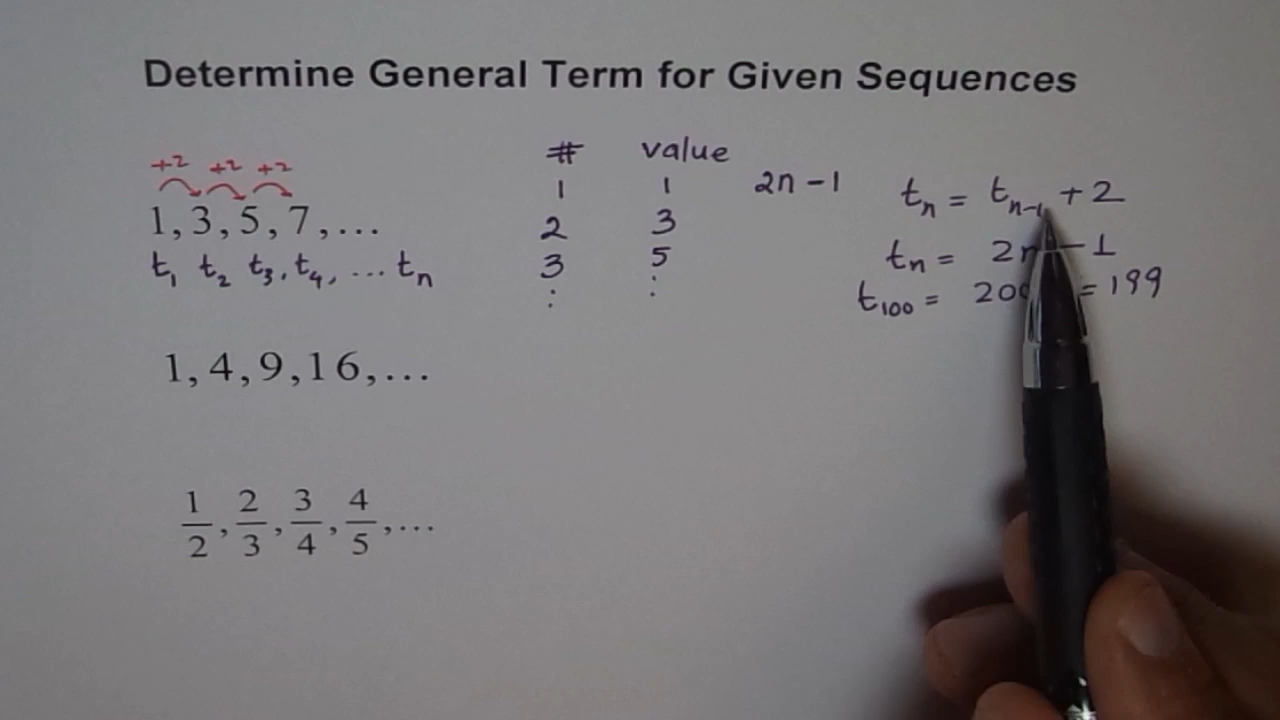 Determine General Term for Given Sequences
+2 +2 +2
1, 3, 5, 7, ...
t₁ t₂ t₃, t₄, ... tₙ
# value
1 1
2 3
3 5
⋮ ⋮
2n - 1
tₙ = tₙ₋₁ + 2
tₙ = 2n - 1
t₁₀₀ = = 199
1, 4, 9, 16, ...
1/2, 2/3, 3/4, 4/5, ...